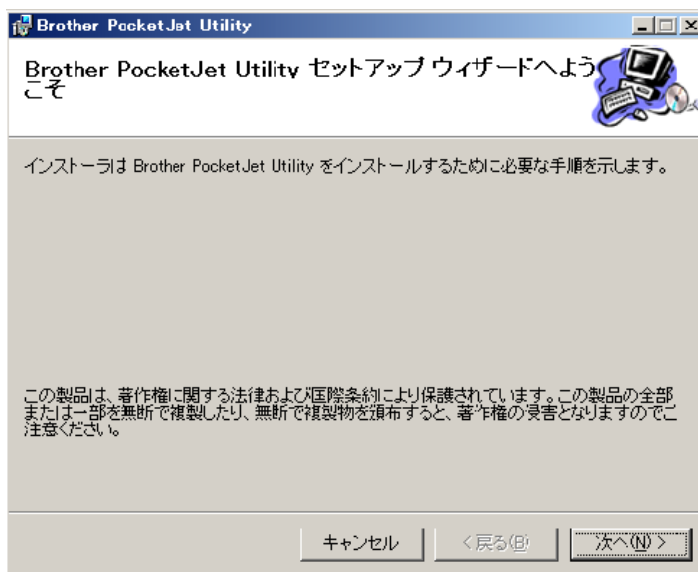 Brother PocketJet Utility
Brother PocketJet Utility セットアップ ウィザードへよう
こそ
インストーラは Brother PocketJet Utility をインストールするために必要な手順を示します。
この製品は、著作権に関する法律および国際条約により保護されています。この製品の全部
または一部を無断で複製したり、無断で複製物を頒布すると、著作権の侵害となりますのでご
注意ください。
キャンセル
< 戻る(B)
次へ(N) >